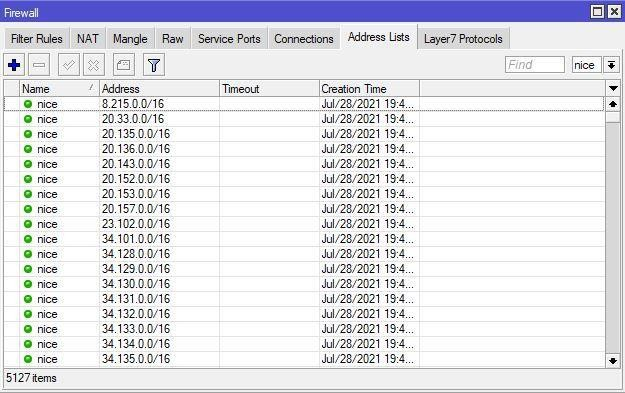 Firewall
Filter Rules NAT Mangle Raw Service Ports Connections Address Lists Layer7 Protocols
Find nice
Name Address Timeout Creation Time
nice 8.215.0.0/16 Jul/28/2021 19:4...
nice 20.33.0.0/16 Jul/28/2021 19:4...
nice 20.135.0.0/16 Jul/28/2021 19:4...
nice 20.136.0.0/16 Jul/28/2021 19:4...
nice 20.143.0.0/16 Jul/28/2021 19:4...
nice 20.152.0.0/16 Jul/28/2021 19:4...
nice 20.153.0.0/16 Jul/28/2021 19:4...
nice 20.157.0.0/16 Jul/28/2021 19:4...
nice 23.102.0.0/16 Jul/28/2021 19:4...
nice 34.101.0.0/16 Jul/28/2021 19:4...
nice 34.128.0.0/16 Jul/28/2021 19:4...
nice 34.129.0.0/16 Jul/28/2021 19:4...
nice 34.130.0.0/16 Jul/28/2021 19:4...
nice 34.131.0.0/16 Jul/28/2021 19:4...
nice 34.132.0.0/16 Jul/28/2021 19:4...
nice 34.133.0.0/16 Jul/28/2021 19:4...
nice 34.134.0.0/16 Jul/28/2021 19:4...
nice 34.135.0.0/16 Jul/28/2021 19:4...
5127 items